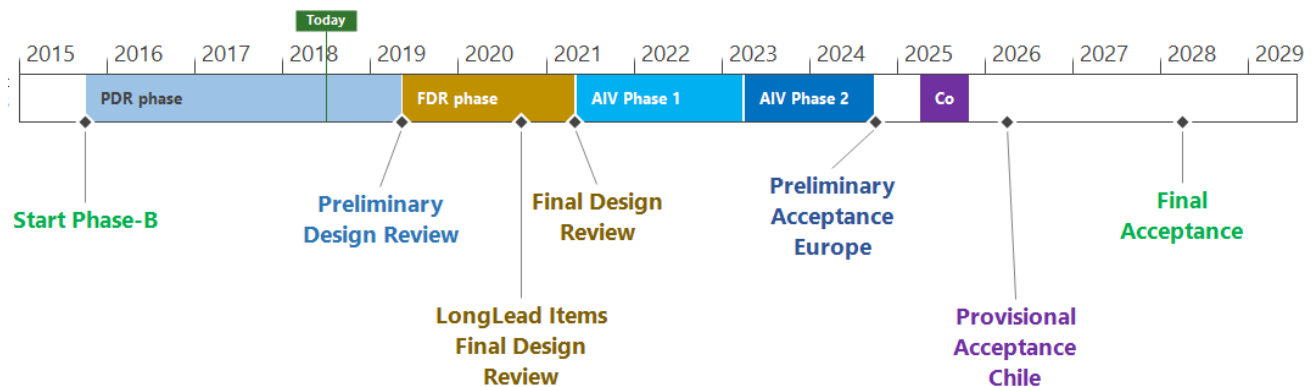 Today
2015 2016 2017 2018 2019 2020 2021 2022 2023 2024 2025 2026 2027 2028 2029
PDR phase FDR phase AIV Phase 1 AIV Phase 2 Co
Start Phase-B
Preliminary
Design Review
LongLead Items
Final Design
Review
Final Design
Review
Preliminary
Acceptance
Europe
Provisional
Acceptance
Chile
Final
Acceptance